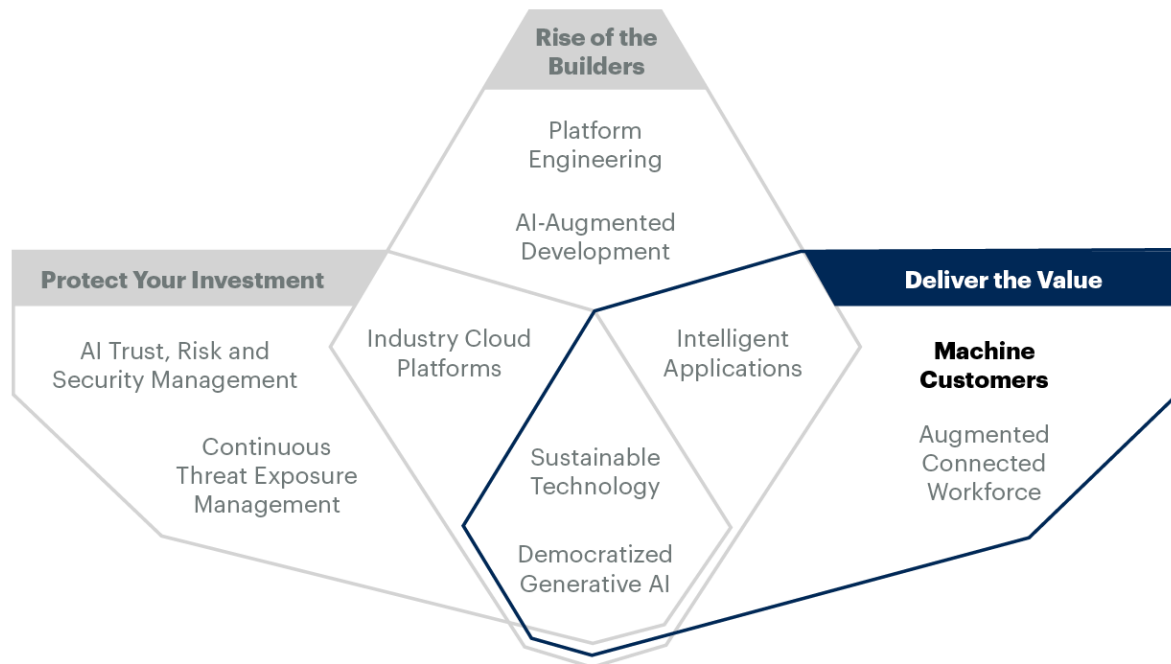 Rise of the
Builders
Platform
Engineering
AI-Augmented
Development
Protect Your Investment
Deliver the Value
AI Trust, Risk and
Security Management
Continuous
Threat Exposure
Management
Industry Cloud
Platforms
Intelligent
Applications
Sustainable
Technology
Democratized
Generative AI
Machine
Customers
Augmented
Connected
Workforce